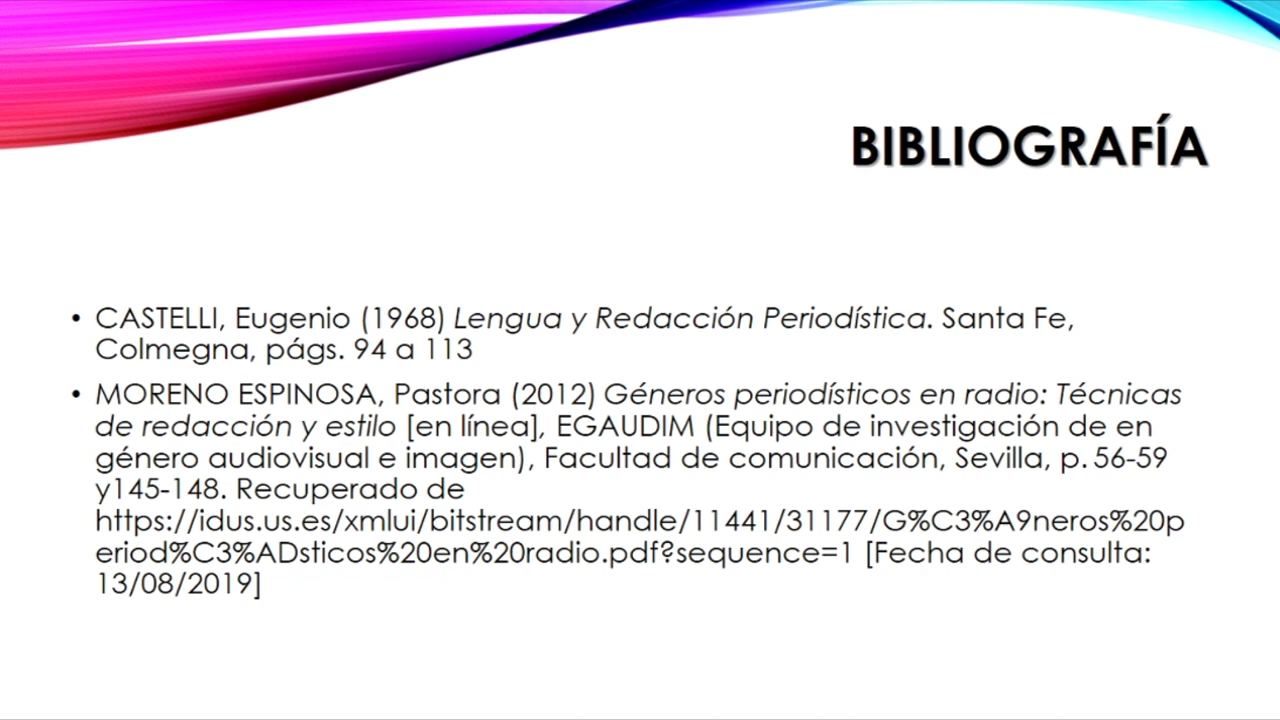 BIBLIOGRAFÍA
• CASTELLI, Eugenio (1968) Lengua y Redacción Periodística. Santa Fe,
Colmegna, págs. 94 a 113
• MORENO ESPINOSA, Pastora (2012) Géneros periodísticos en radio: Técnicas
de redacción y estilo [en línea], EGAUDIM (Equipo de investigación de en
género audiovisual e imagen), Facultad de comunicación, Sevilla, p. 56-59
y145-148. Recuperado de
https://idus.us.es/xmlui/bitstream/handle/11441/31177/G%C3%A9neros%20p
eriod%C3%ADsticos%20en%20radio.pdf?sequence=1 [Fecha de consulta:
13/08/2019]